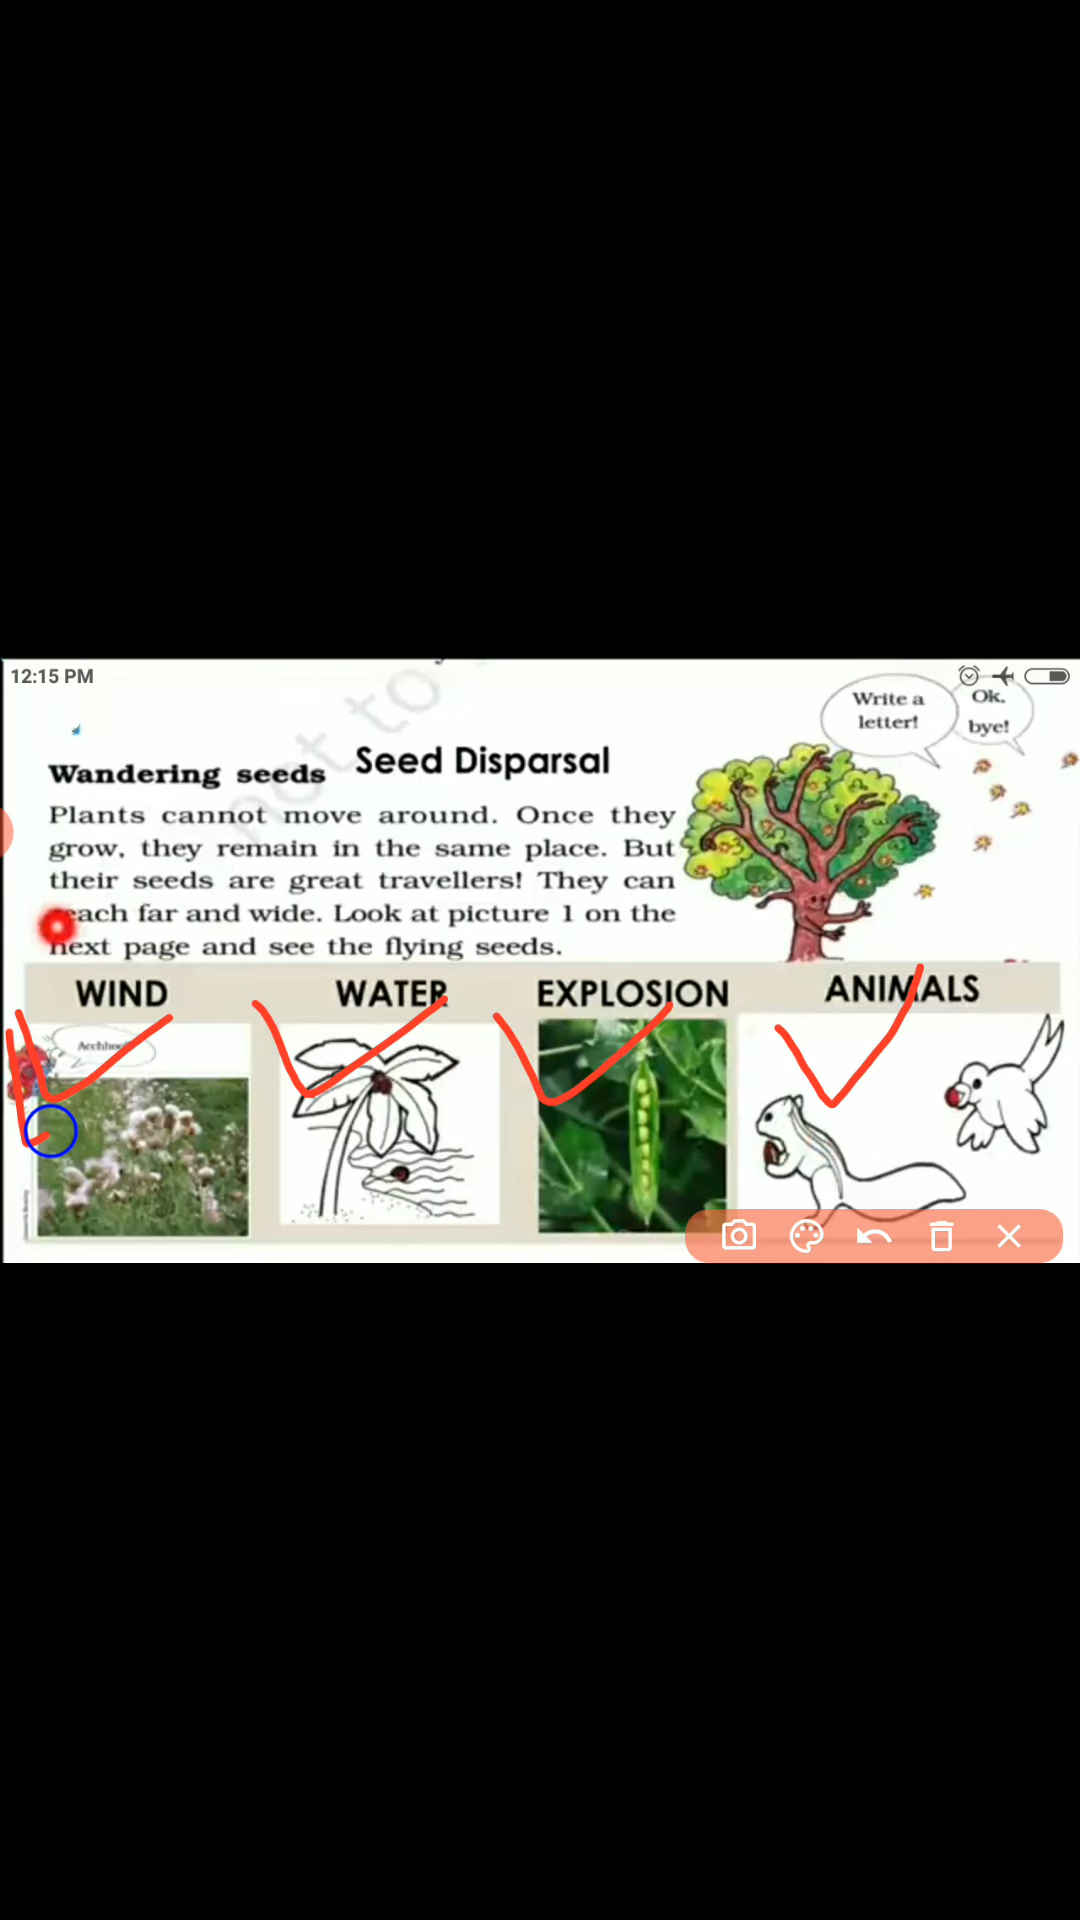 12:15 PM
not to
Write a
letter!
Ok.
bye!
Seed Disparsal
Wandering seeds
Plants cannot move around. Once they
grow, they remain in the same place. But
their seeds are great travellers! They can
each far and wide. Look at picture 1 on the
next page and see the flying seeds.
WIND
WATER
EXPLOSION
ANIMALS